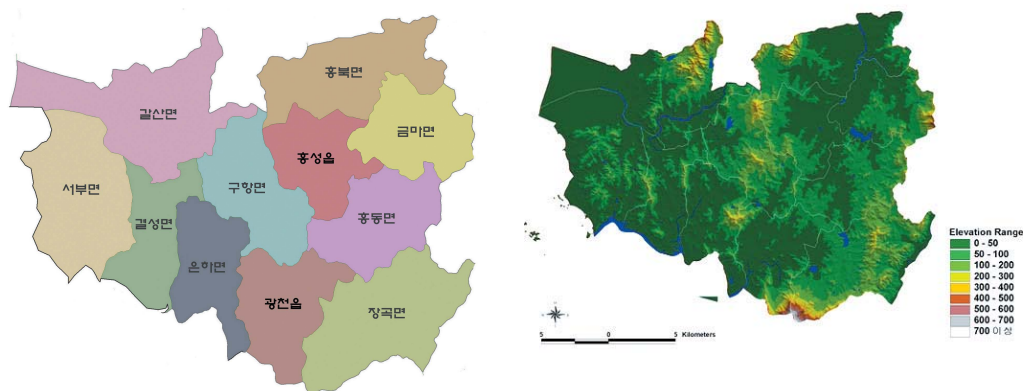 홍북면
갈산면
금마면
홍성읍
서부면
구항면
결성면
홍동면
은하면
광천읍
장곡면
Elevation Range
0 - 50
50 - 100
100 - 200
200 - 300
300 - 400
400 - 500
500 - 600
600 - 700
700 이상
5 0 5 Kilometers